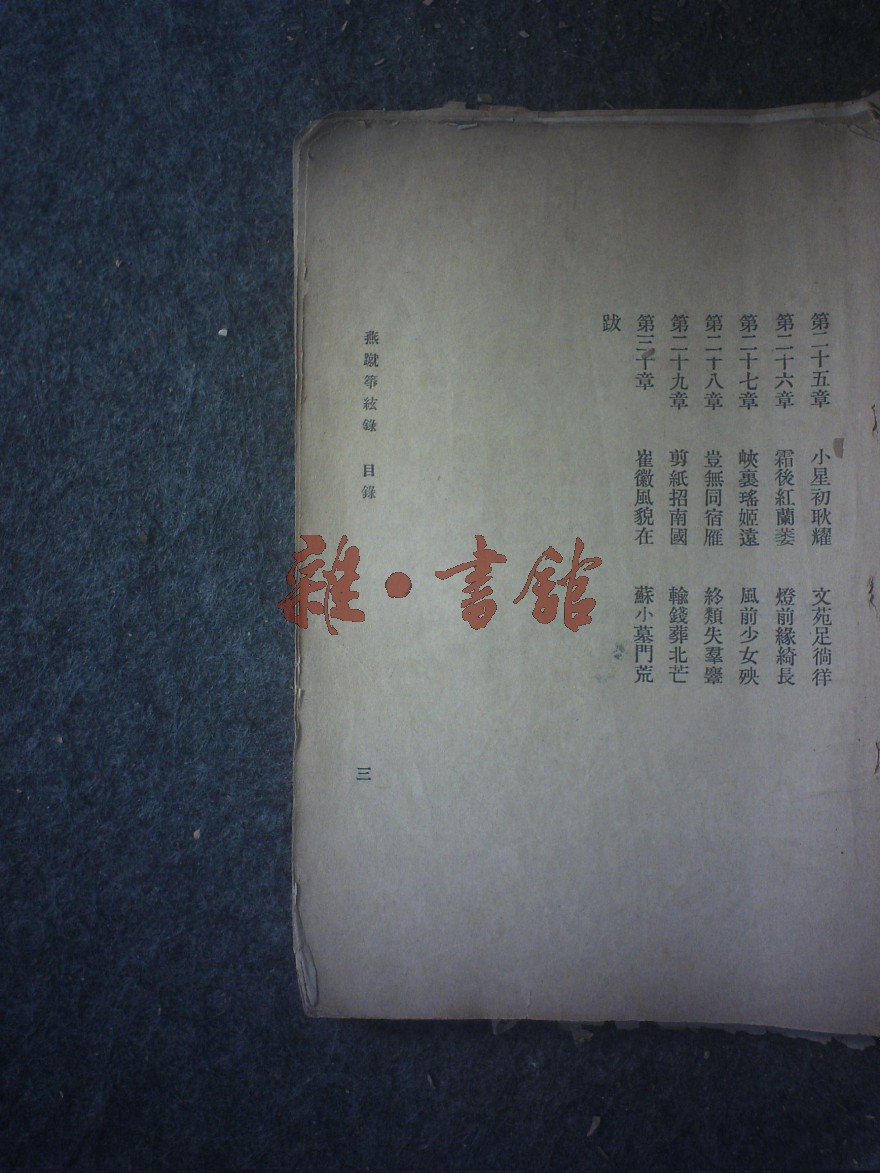 第二十五章 小星初耿耀 文苑足徜徉
第二十六章 霜後紅蘭萎 燈前綠綺長
第二十七章 峽裏瑤姬遠 風前少女殃
第二十八章 豈無同宿雁 終類失羣麞
第二十九章 剪紙招南國 輸錢葬北芒
第三十章 崔徽風貌在 蘇小墓門荒
跋
燕蹴箏絃錄 目錄
三
雜·書館